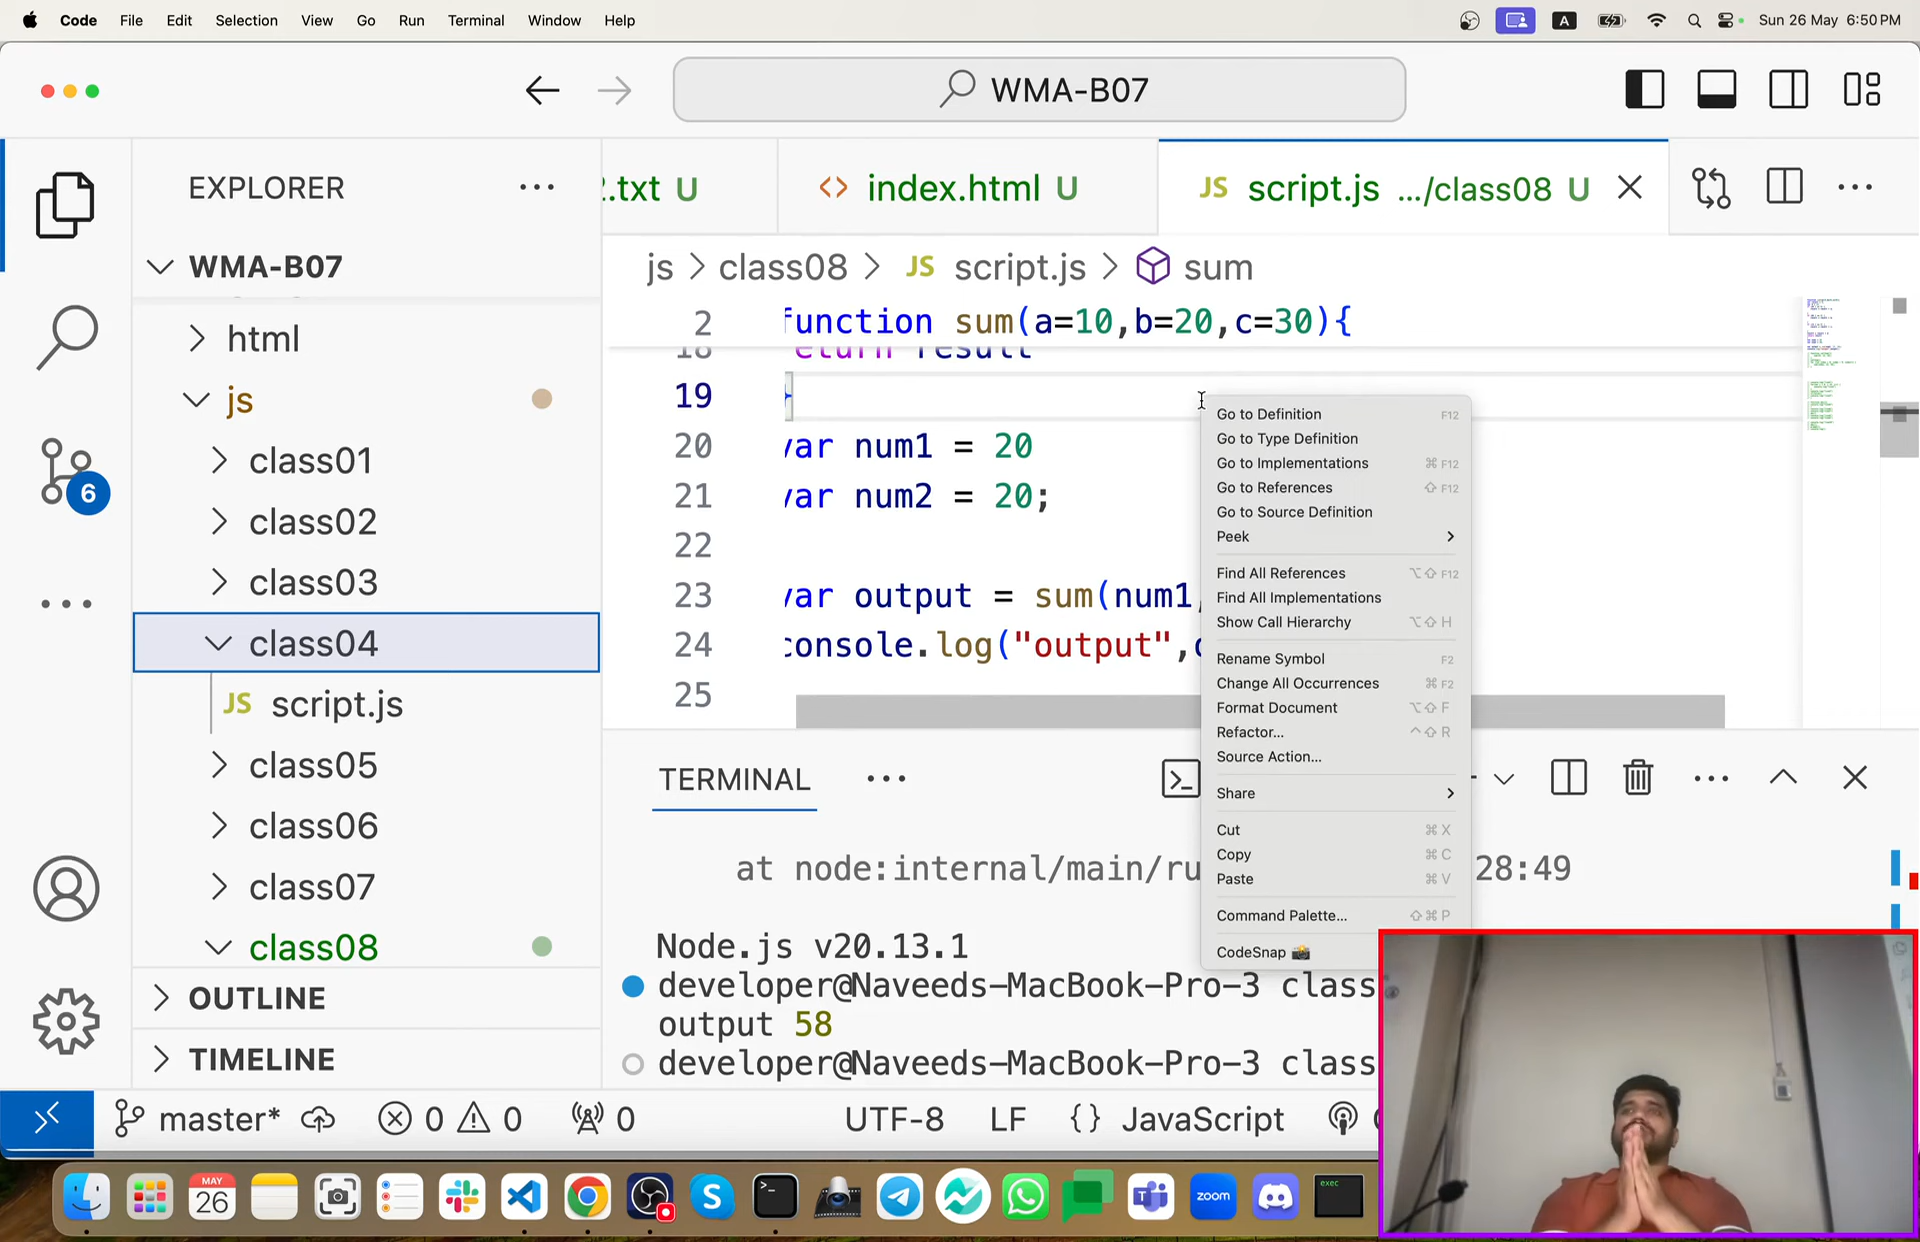 Code File Edit Selection View Go Run Terminal Window Help A Sun 26 May 6:50 PM
WMA-B07
EXPLORER
WMA-B07
html
js
class01
class02
class03
class04
JS script.js
class05
class06
class07
class08
OUTLINE
TIMELINE
6
.txt U
<> index.html U
JS script.js .../class08 U
js > class08 > JS script.js > sum
2 function sum(a=10,b=20,c=30){
18 eturn result
19 }
20 var num1 = 20
21 var num2 = 20;
22
23 var output = sum(num1,
24 console.log("output",
25
Go to Definition F12
Go to Type Definition
Go to Implementations ⌘ F12
Go to References ⇧ F12
Go to Source Definition
Peek
Find All References ⌥⇧ F12
Find All Implementations
Show Call Hierarchy ⌥⇧ H
Rename Symbol F2
Change All Occurrences ⌘ F2
Format Document ⌥⇧ F
Refactor... ^⇧ R
Source Action...
Share
Cut ⌘ X
Copy ⌘ C
Paste ⌘ V
Command Palette... ⇧⌘ P
CodeSnap 📸
TERMINAL
at node:internal/main/ru 28:49
Node.js v20.13.1
developer@Naveeds-MacBook-Pro-3 class
output 58
developer@Naveeds-MacBook-Pro-3 class
master* 0 0 0 UTF-8 LF {} JavaScript
MAY
26
S
zoom
exec